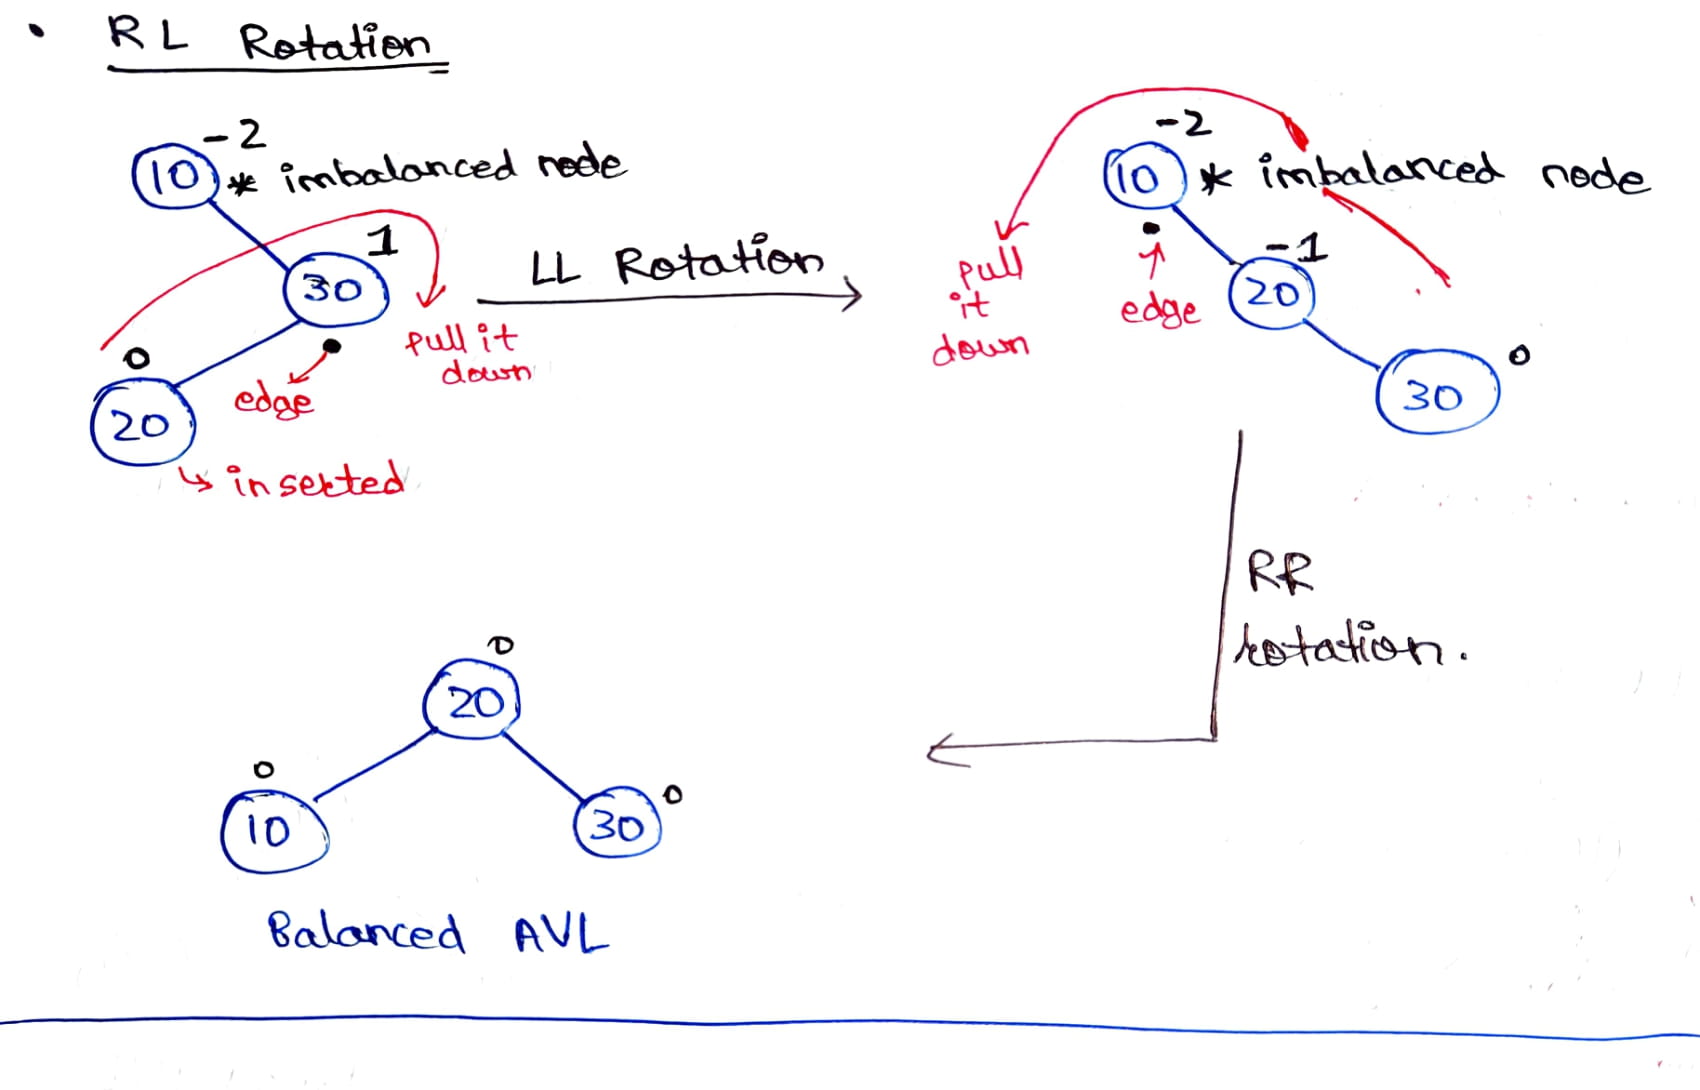 • RL Rotation
-2
10 * imbalanced node
1
30
pull it
down
0
edge
20
↳ inserted
LL Rotation
-2
10 * imbalanced node
pull
it
down
edge
-1
20
0
30
RR
rotation.
0
20
0
10
0
30
Balanced AVL